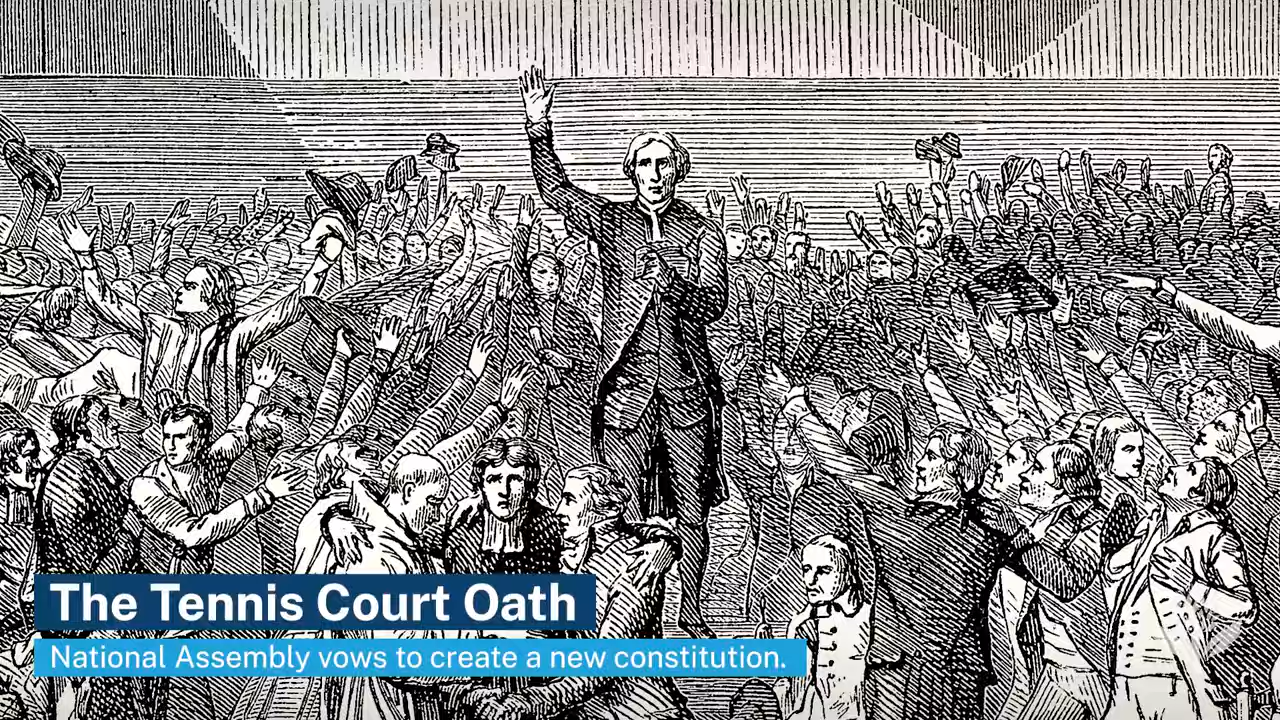 The Tennis Court Oath
National Assembly vows to create a new constitution.